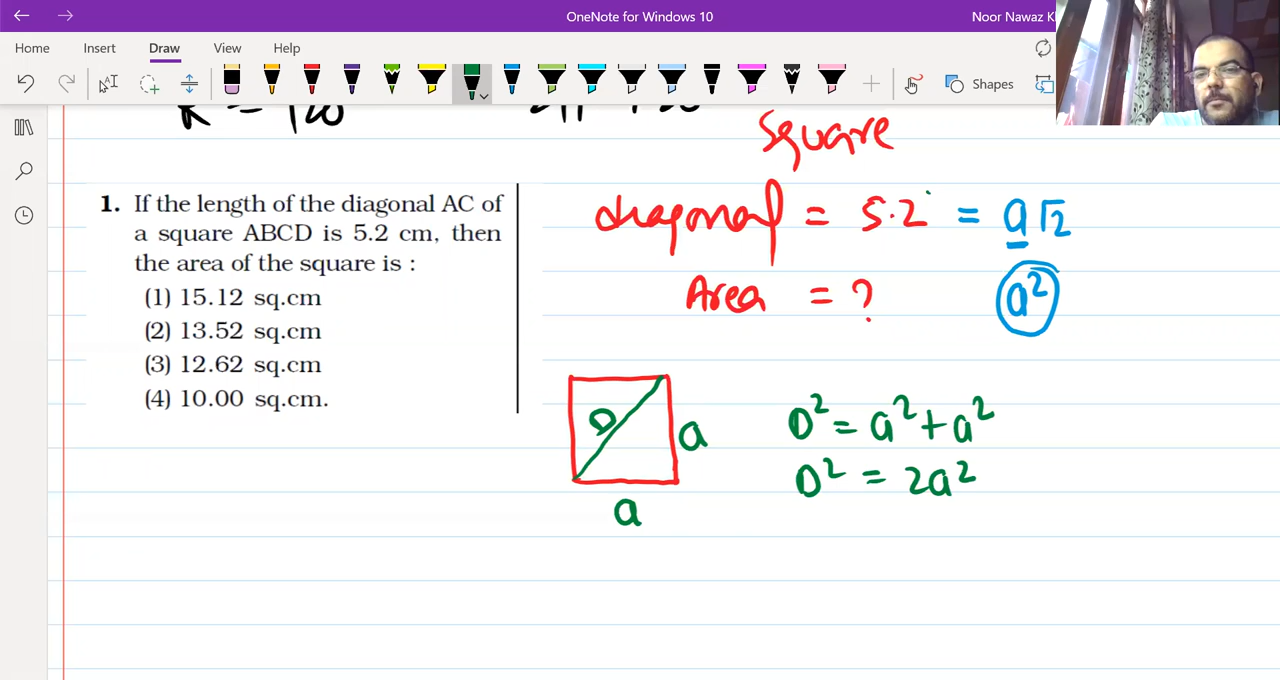 OneNote for Windows 10
Noor Nawaz K
Home Insert Draw View Help
Shapes
K = 120
Square
1. If the length of the diagonal AC of
a square ABCD is 5.2 cm, then
the area of the square is :
(1) 15.12 sq.cm
(2) 13.52 sq.cm
(3) 12.62 sq.cm
(4) 10.00 sq.cm.
diagonal = 5.2 = a√2
Area = ? a²
D
a
a
D² = a² + a²
D² = 2a²